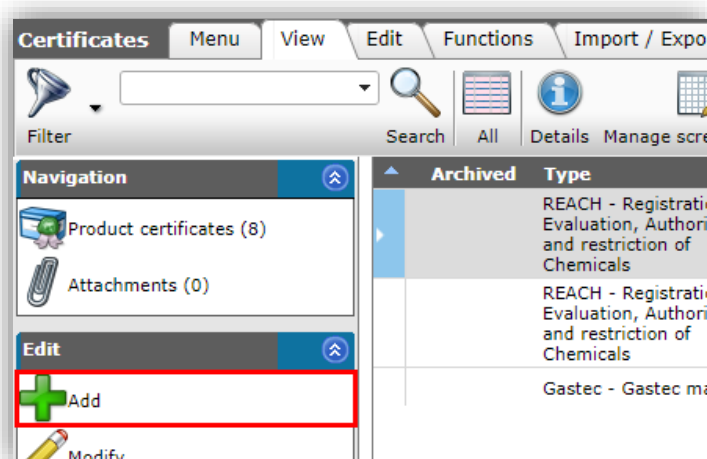 Certificates Menu View Edit Functions Import / Expo
Filter Search All Details Manage scre
Navigation
Product certificates (8)
Attachments (0)
Edit
Add
Modify
Archived Type
REACH - Registrati
Evaluation, Authori
and restriction of
Chemicals
REACH - Registrati
Evaluation, Authori
and restriction of
Chemicals
Gastec - Gastec ma